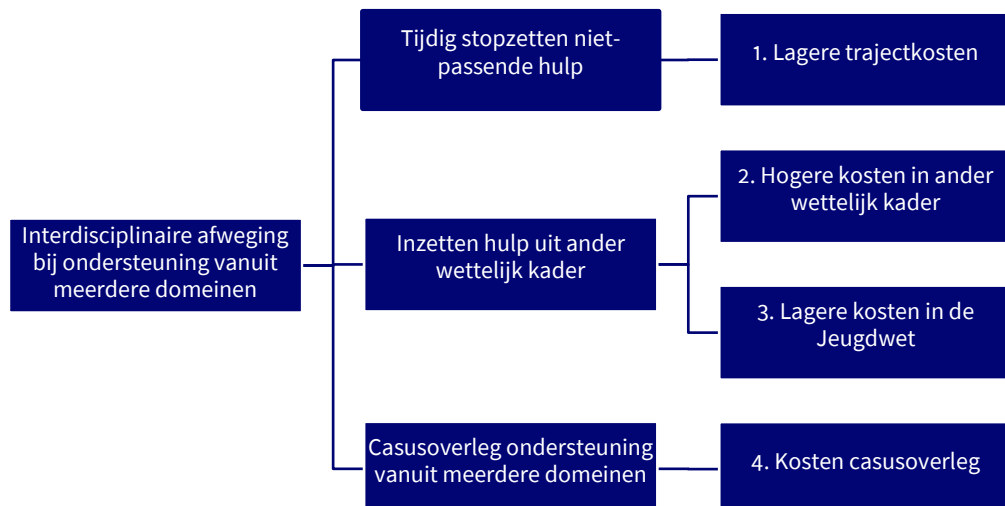 Tijdig stopzetten niet-
passende hulp
1. Lagere trajectkosten
2. Hogere kosten in ander
wettelijk kader
Interdisciplinaire afweging
bij ondersteuning vanuit
meerdere domeinen
Inzetten hulp uit ander
wettelijk kader
3. Lagere kosten in de
Jeugdwet
Casusoverleg ondersteuning
vanuit meerdere domeinen
4. Kosten casusoverleg